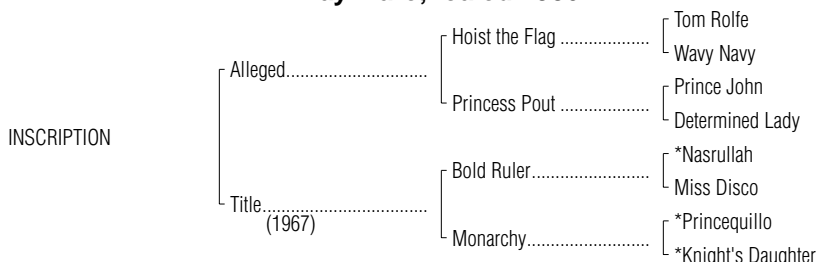 Tom Rolfe
Hoist the Flag ....................
Wavy Navy
Alleged...............................
Prince John
Princess Pout .....................
Determined Lady
INSCRIPTION
*Nasrullah
Bold Ruler..........................
Miss Disco
Title.....................................
(1967)
*Princequillo
Monarchy...........................
*Knight's Daughter